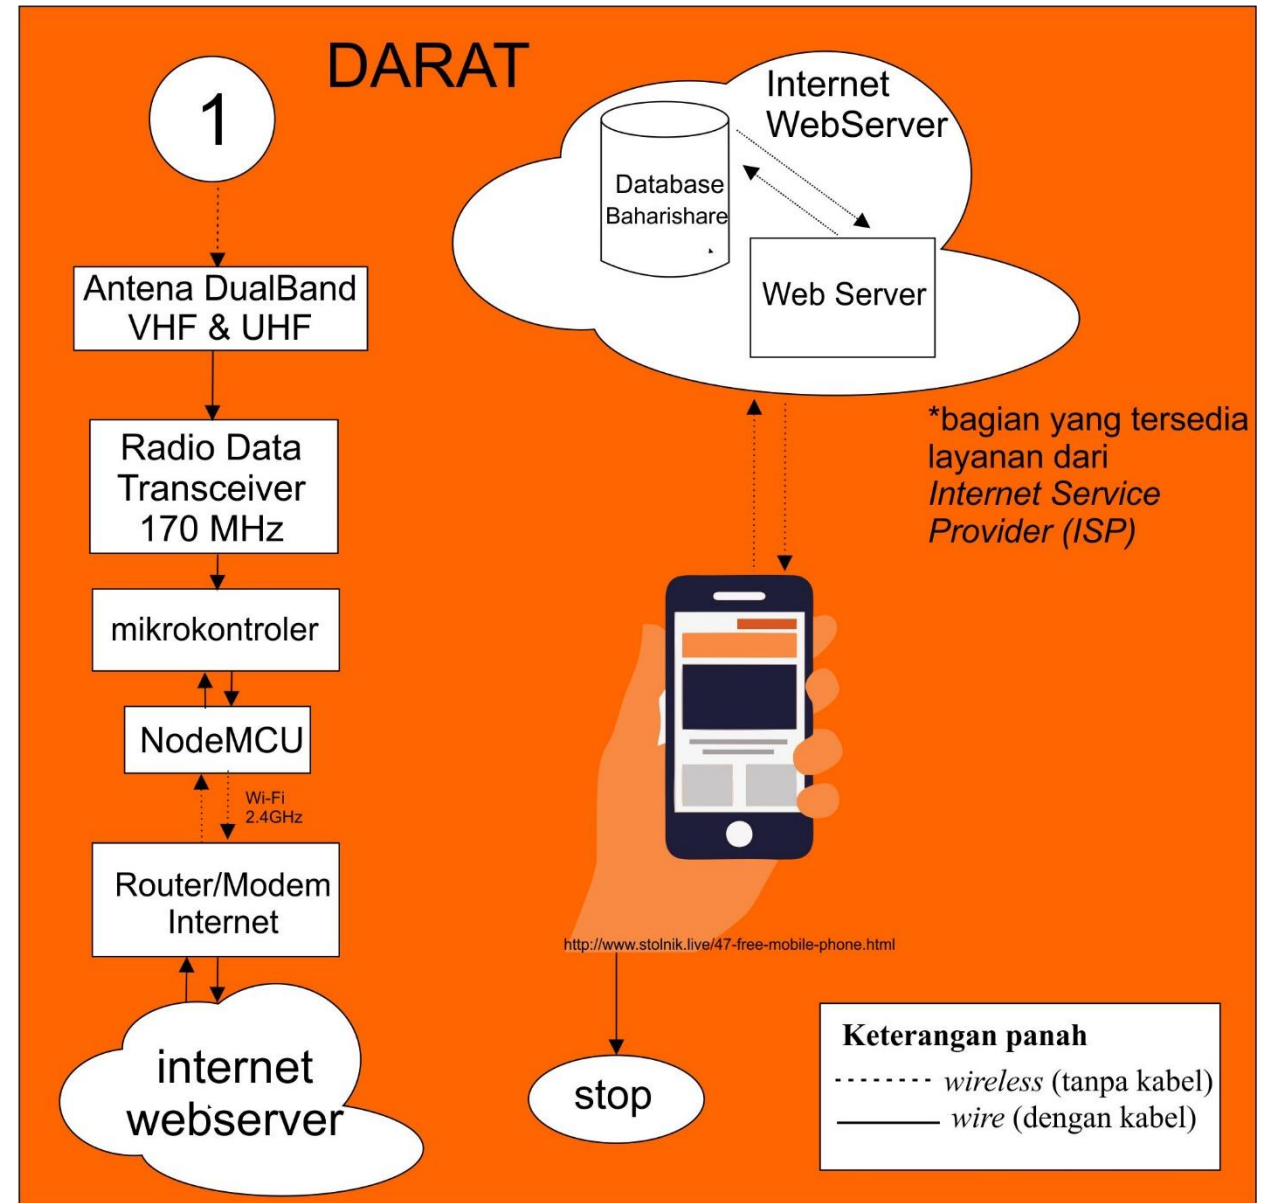 DARAT
1
Antena DualBand
VHF & UHF
Radio Data
Transceiver
170 MHz
mikrokontroler
NodeMCU
Wi-Fi
2.4GHz
Router/Modem
Internet
internet
webserver
Internet
WebServer
Database
Baharishare
Web Server
*bagian yang tersedia
layanan dari
Internet Service
Provider (ISP)
http://www.stolnik.live/47-free-mobile-phone.html
stop
Keterangan panah
wireless (tanpa kabel)
wire (dengan kabel)